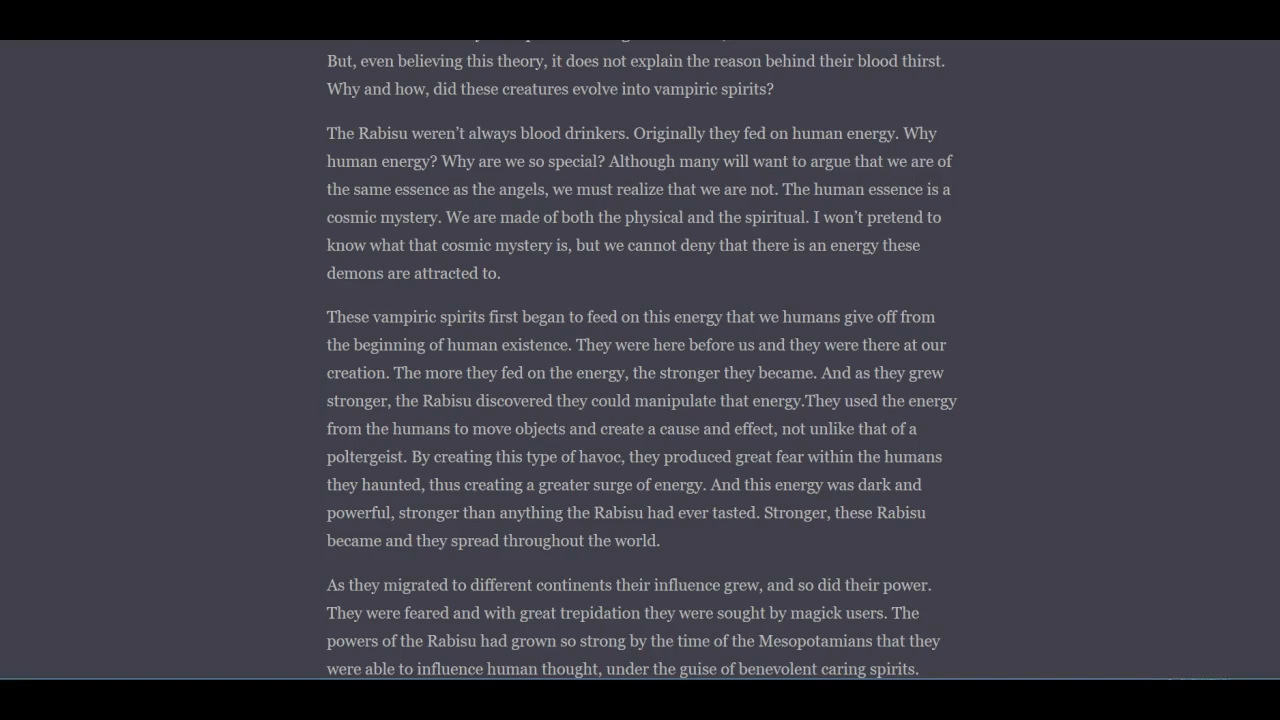 But, even believing this theory, it does not explain the reason behind their blood thirst.
Why and how, did these creatures evolve into vampiric spirits?
The Rabisu weren't always blood drinkers. Originally they fed on human energy. Why
human energy? Why are we so special? Although many will want to argue that we are of
the same essence as the angels, we must realize that we are not. The human essence is a
cosmic mystery. We are made of both the physical and the spiritual. I won't pretend to
know what that cosmic mystery is, but we cannot deny that there is an energy these
demons are attracted to.
These vampiric spirits first began to feed on this energy that we humans give off from
the beginning of human existence. They were here before us and they were there at our
creation. The more they fed on the energy, the stronger they became. And as they grew
stronger, the Rabisu discovered they could manipulate that energy.They used the energy
from the humans to move objects and create a cause and effect, not unlike that of a
poltergeist. By creating this type of havoc, they produced great fear within the humans
they haunted, thus creating a greater surge of energy. And this energy was dark and
powerful, stronger than anything the Rabisu had ever tasted. Stronger, these Rabisu
became and they spread throughout the world.
As they migrated to different continents their influence grew, and so did their power.
They were feared and with great trepidation they were sought by magick users. The
powers of the Rabisu had grown so strong by the time of the Mesopotamians that they
were able to influence human thought, under the guise of benevolent caring spirits.